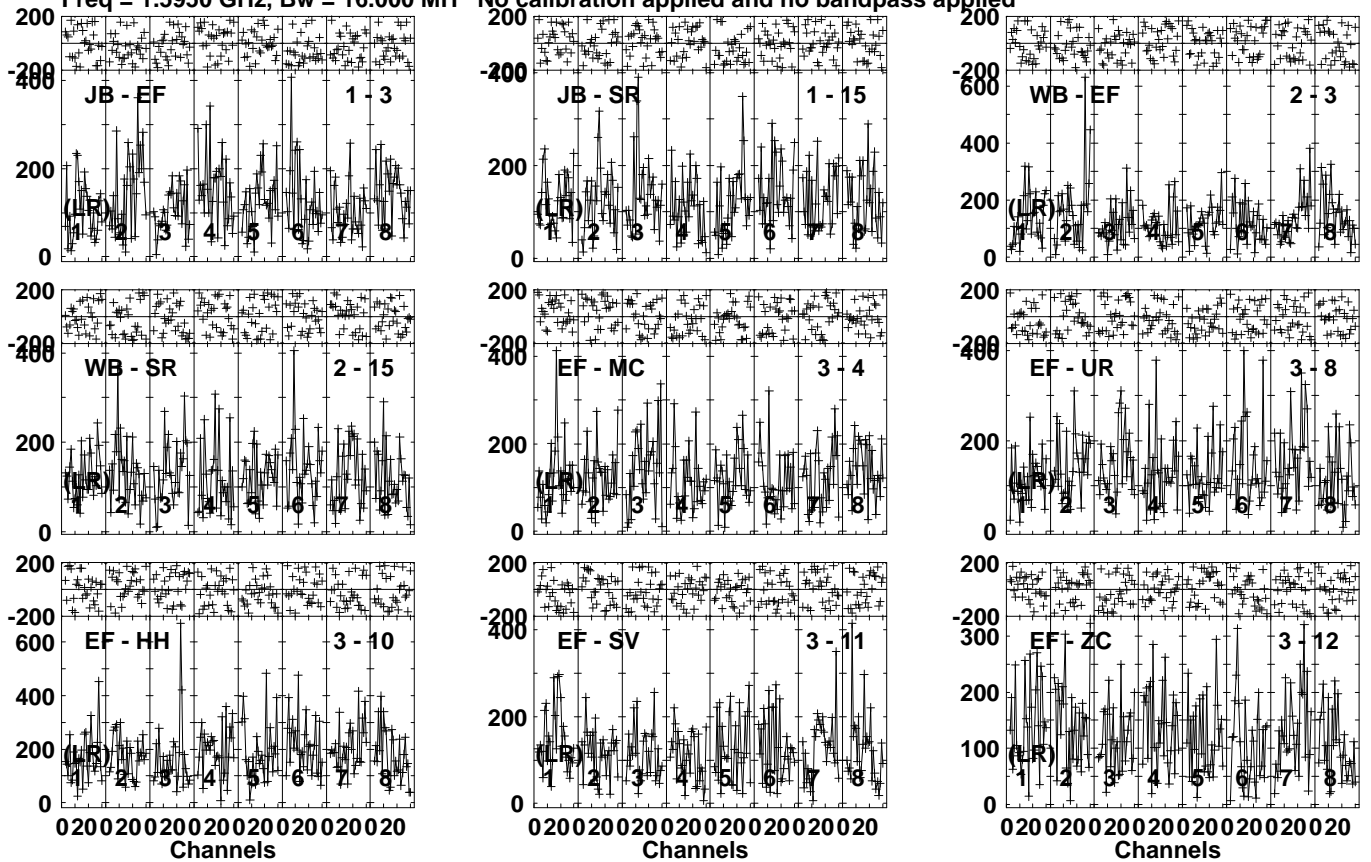 Freq = 1.5950 GHz, Bw = 16.000 MH No calibration applied and no bandpass applied
200 200 200
-200 -200 -200
400 JB - EF 1 - 3 400 JB - SR 1 - 15 600 WB - EF 2 - 3
400
200 200 200
(LR) (LR) (LR)
1 2 3 4 5 6 7 8 1 2 3 4 5 6 7 8 1 2 3 4 5 6 7 8
0 0 0
200 200 200
-200 -200 -200
400 WB - SR 2 - 15 400 EF - MC 3 - 4 400 EF - UR 3 - 8
200 200 200
(LR) (LR) (LR)
1 2 3 4 5 6 7 8 1 2 3 4 5 6 7 8 1 2 3 4 5 6 7 8
0 0 0
200 200 200
-200 -200 -200
600 EF - HH 3 - 10 400 EF - SV 3 - 11 300 EF - ZC 3 - 12
400 200
200 200 100
(LR) (LR) (LR)
1 2 3 4 5 6 7 8 1 2 3 4 5 6 7 8 1 2 3 4 5 6 7 8
0 0 0
0 20 0 20 0 20 0 20 0 20 0 20 0 20 0 20 0 20 0 20 0 20 0 20 0 20 0 20 0 20 0 20 0 20 0 20 0 20 0 20 0 20 0 20 0 20 0 20
Channels Channels Channels